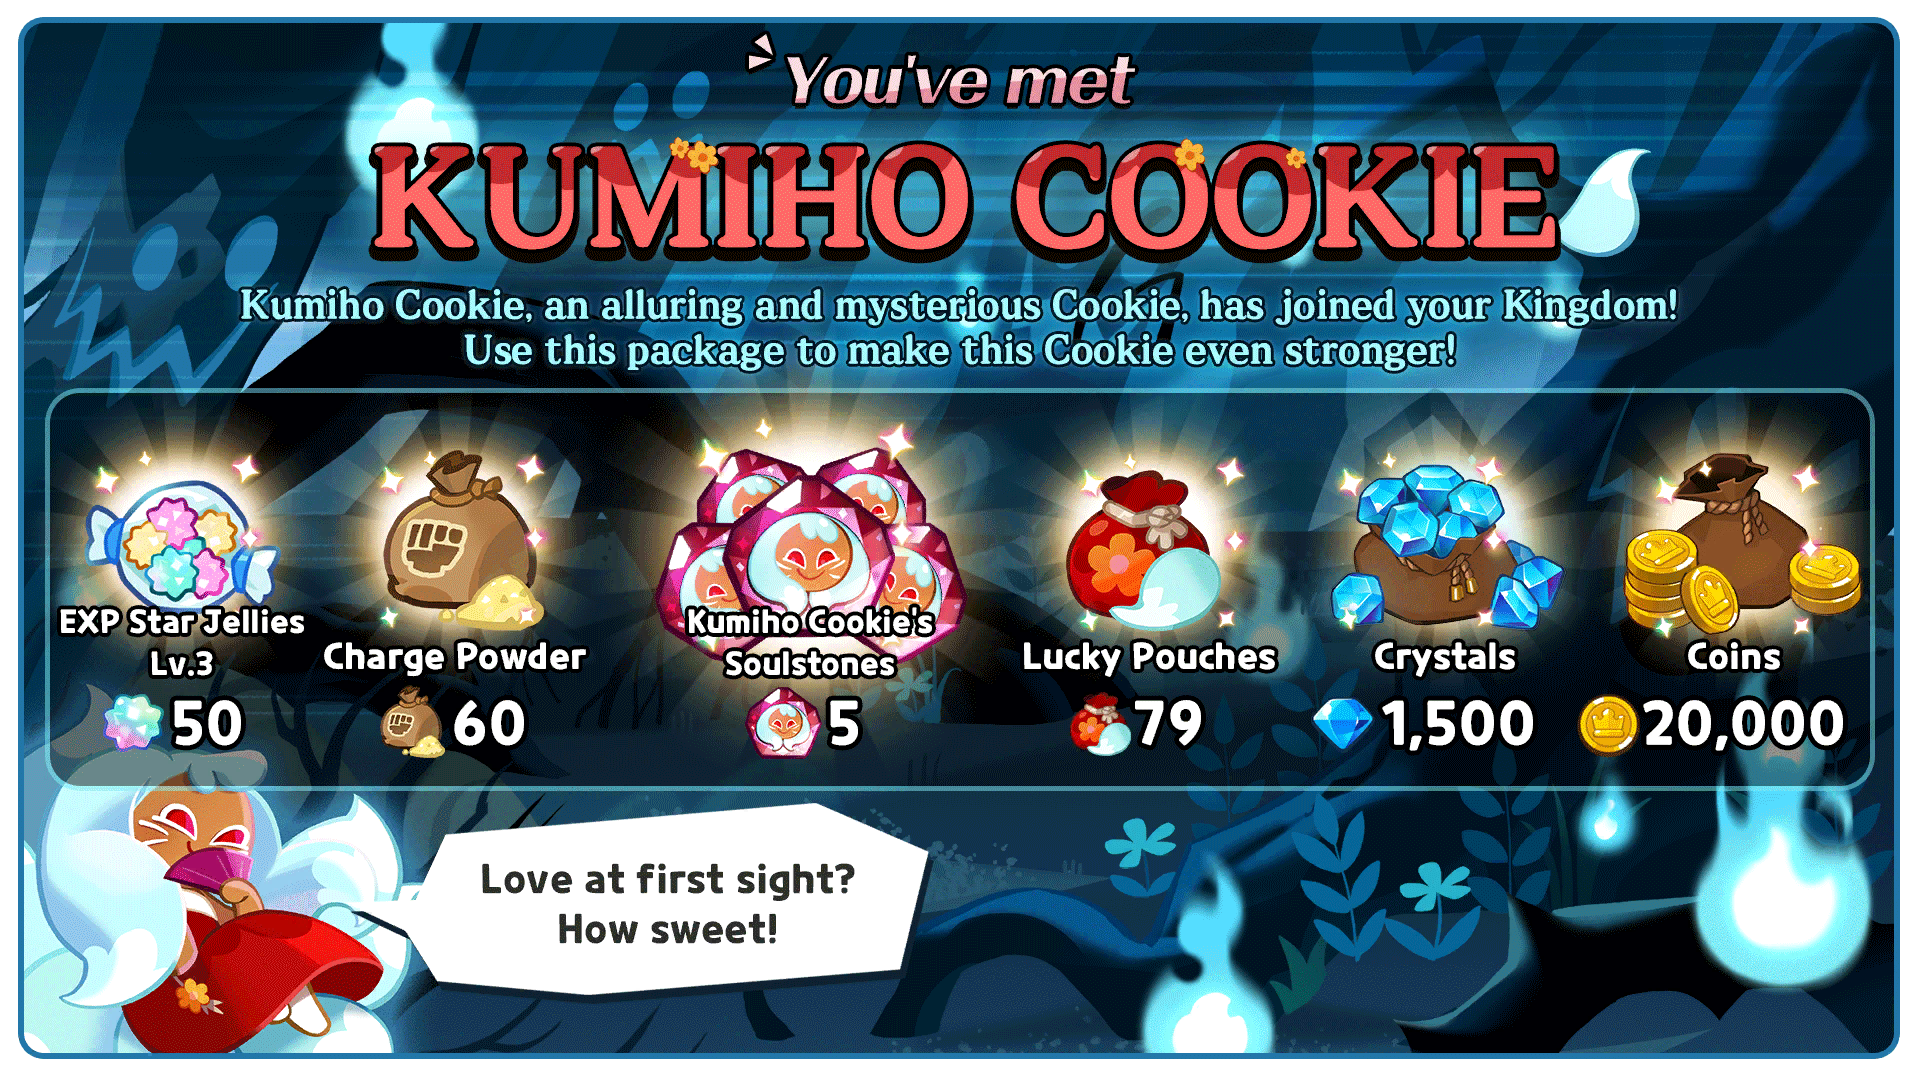 You've met
KUMIHO COOKIE
Kumiho Cookie, an alluring and mysterious Cookie, has joined your Kingdom!
Use this package to make this Cookie even stronger!
EXP Star Jellies
Lv.3
50
Charge Powder
60
Kumiho Cookie's
Soulstones
5
Lucky Pouches
79
Crystals
1,500
Coins
20,000
Love at first sight?
How sweet!